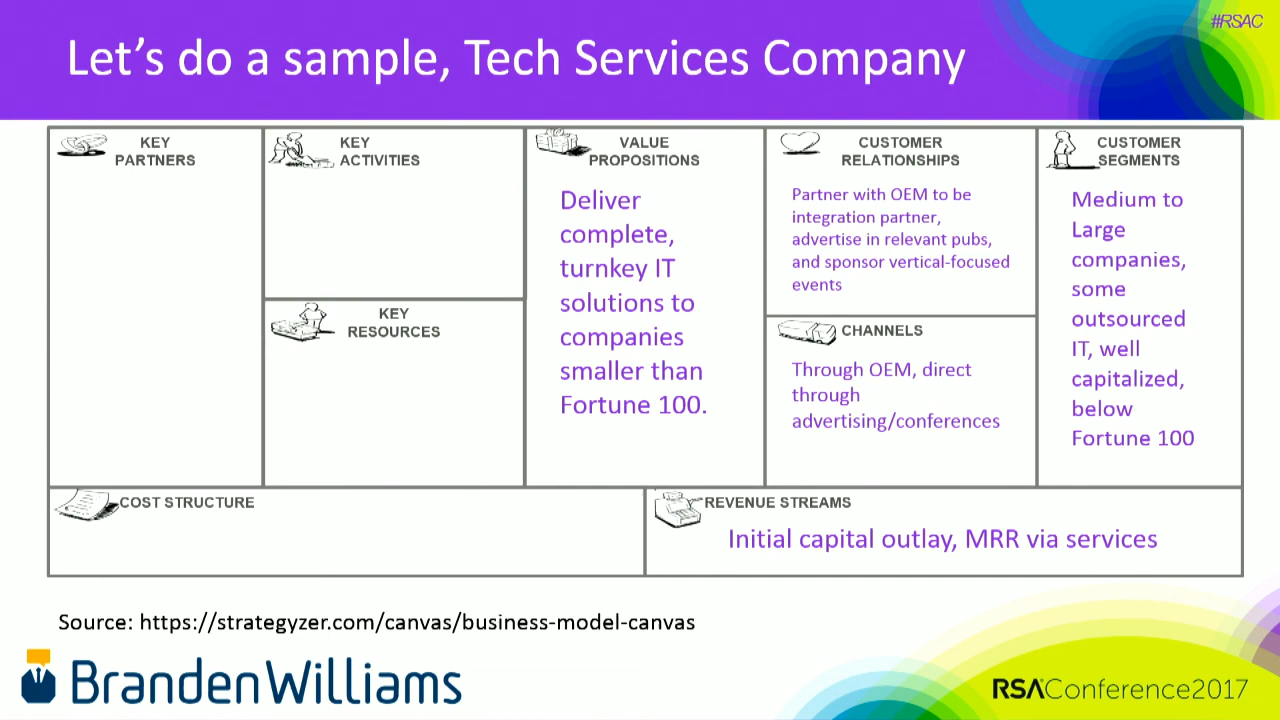 #RSAC
Let's do a sample, Tech Services Company
KEY
PARTNERS
KEY
ACTIVITIES
KEY
RESOURCES
VALUE
PROPOSITIONS
Deliver
complete,
turnkey IT
solutions to
companies
smaller than
Fortune 100.
CUSTOMER
RELATIONSHIPS
Partner with OEM to be
integration partner,
advertise in relevant pubs,
and sponsor vertical-focused
events
CHANNELS
Through OEM, direct
through
advertising/conferences
CUSTOMER
SEGMENTS
Medium to
Large
companies,
some
outsourced
IT, well
capitalized,
below
Fortune 100
COST STRUCTURE
REVENUE STREAMS
Initial capital outlay, MRR via services
Source: https://strategyzer.com/canvas/business-model-canvas
BrandenWilliams
RSAConference2017